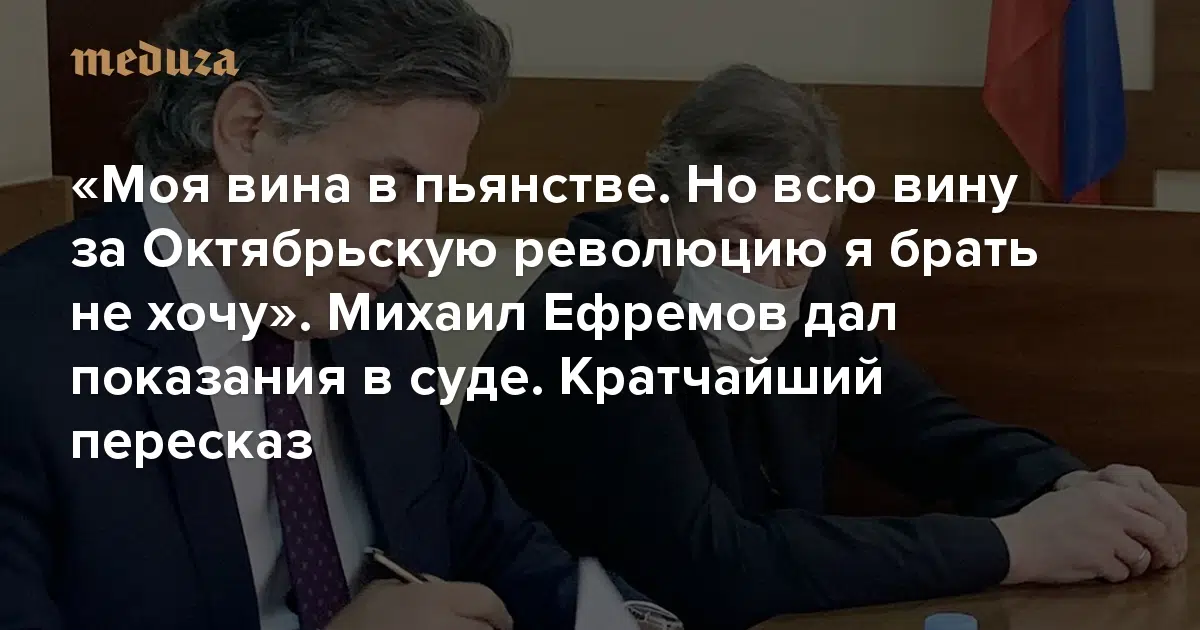 meduza
«Моя вина в пьянстве. Но всю вину
за Октябрьскую революцию я брать
не хочу». Михаил Ефремов дал
показания в суде. Кратчайший
пересказ